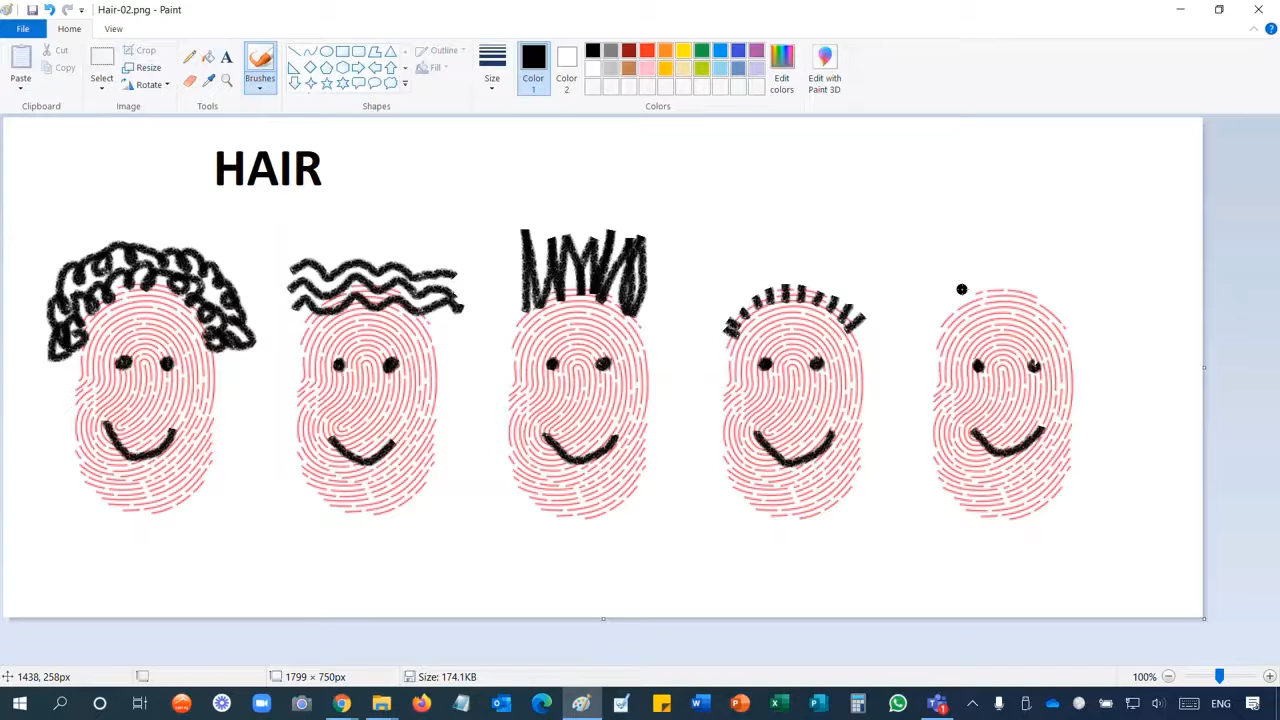 Hair-02.png - Paint
File
Home
View
Paste
Cut
Copy
Clipboard
Select
Crop
Resize
Rotate
Image
A
Tools
Brushes
Outline
Fill
Shapes
Size
Color
1
Color
2
Edit
colors
Edit with
Paint 3D
Colors
HAIR
1438, 258px
1799 × 750px
Size: 174.1KB
100%
ENG